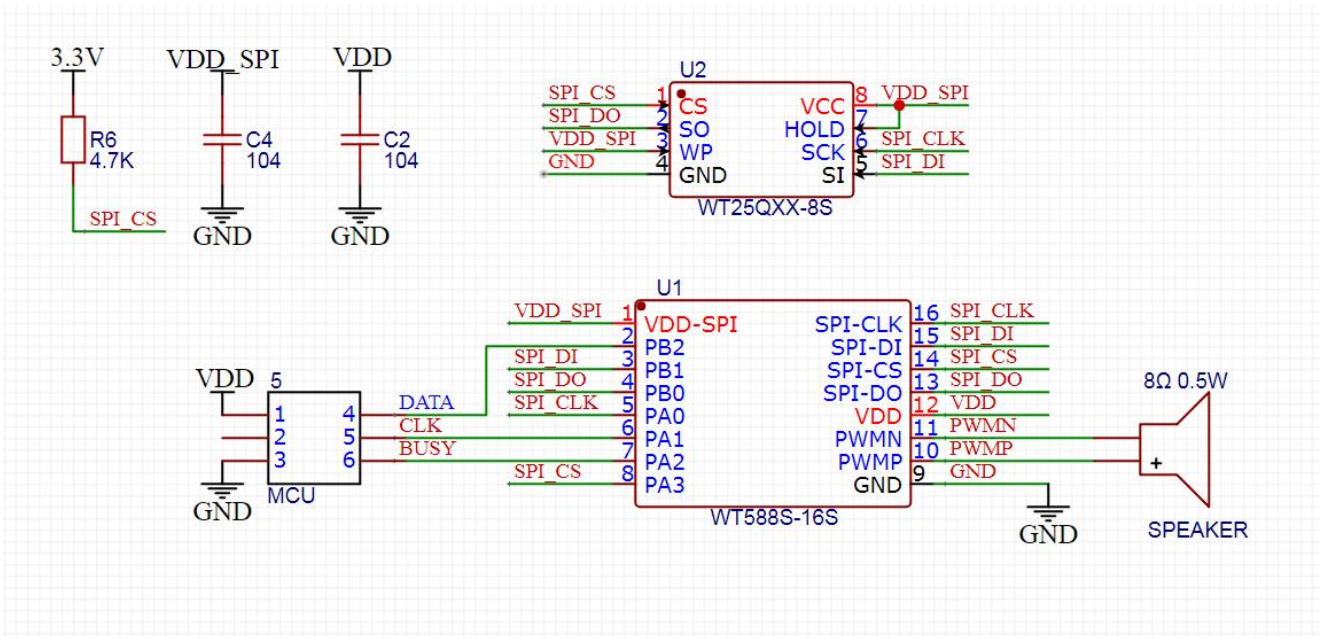 3.3V
R6
4.7K
SPI_CS
VDD_SPI
C4
104
GND
VDD
C2
104
GND
U2
SPI_CS 1 CS VCC 8 VDD_SPI
SPI_DO 2 SO HOLD 7
VDD_SPI 3 WP SCK 6 SPI_CLK
GND 4 GND SI 5 SPI_DI
WT25QXX-8S
U1
VDD_SPI 1 VDD-SPI SPI-CLK 16 SPI_CLK
2 PB2 SPI-DI 15 SPI_DI
SPI_DI 3 PB1 SPI-CS 14 SPI_CS
SPI_DO 4 PB0 SPI-DO 13 SPI_DO
SPI_CLK 5 PA0 VDD 12 VDD
6 PA1 PWMN 11 PWMN
7 PA2 PWMP 10 PWMP
SPI_CS 8 PA3 GND 9 GND
WT588S-16S
VDD 5
1 4 DATA
2 5 CLK
3 6 BUSY
GND
MCU
GND
8Ω 0.5W
+
SPEAKER